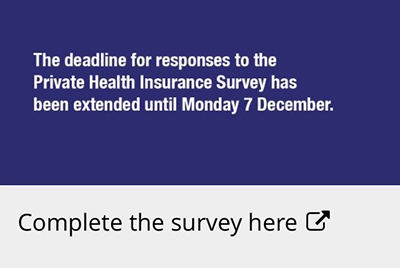 The deadline for responses to the
Private Health Insurance Survey has
been extended until Monday 7 December.
Complete the survey here